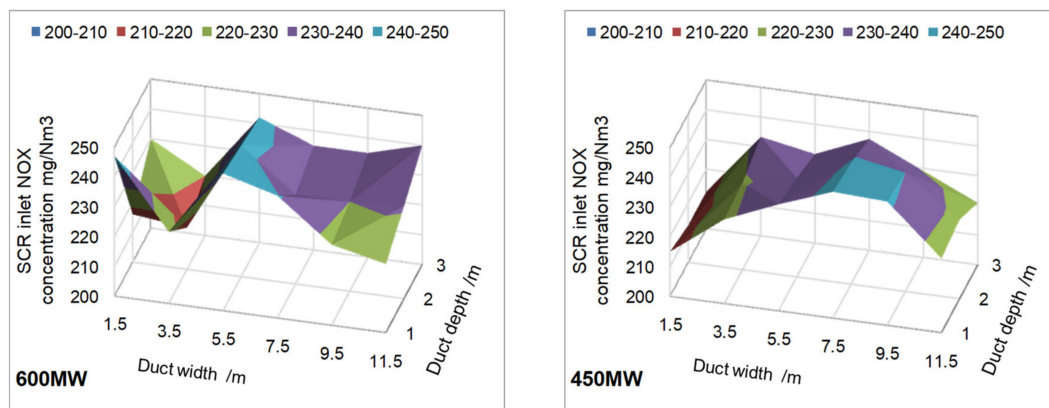 200-210 210-220 220-230 230-240 240-250
SCR inlet NOX
concentration mg/Nm3
250
240
230
220
210
200
1.5
3.5
5.5
7.5
9.5
11.5
Duct width /m
1
2
3
Duct depth /m
600MW
200-210 210-220 220-230 230-240 240-250
SCR inlet NOX
concentration mg/Nm3
250
240
230
220
210
200
1.5
3.5
5.5
7.5
9.5
11.5
Duct width /m
1
2
3
Duct depth /m
450MW